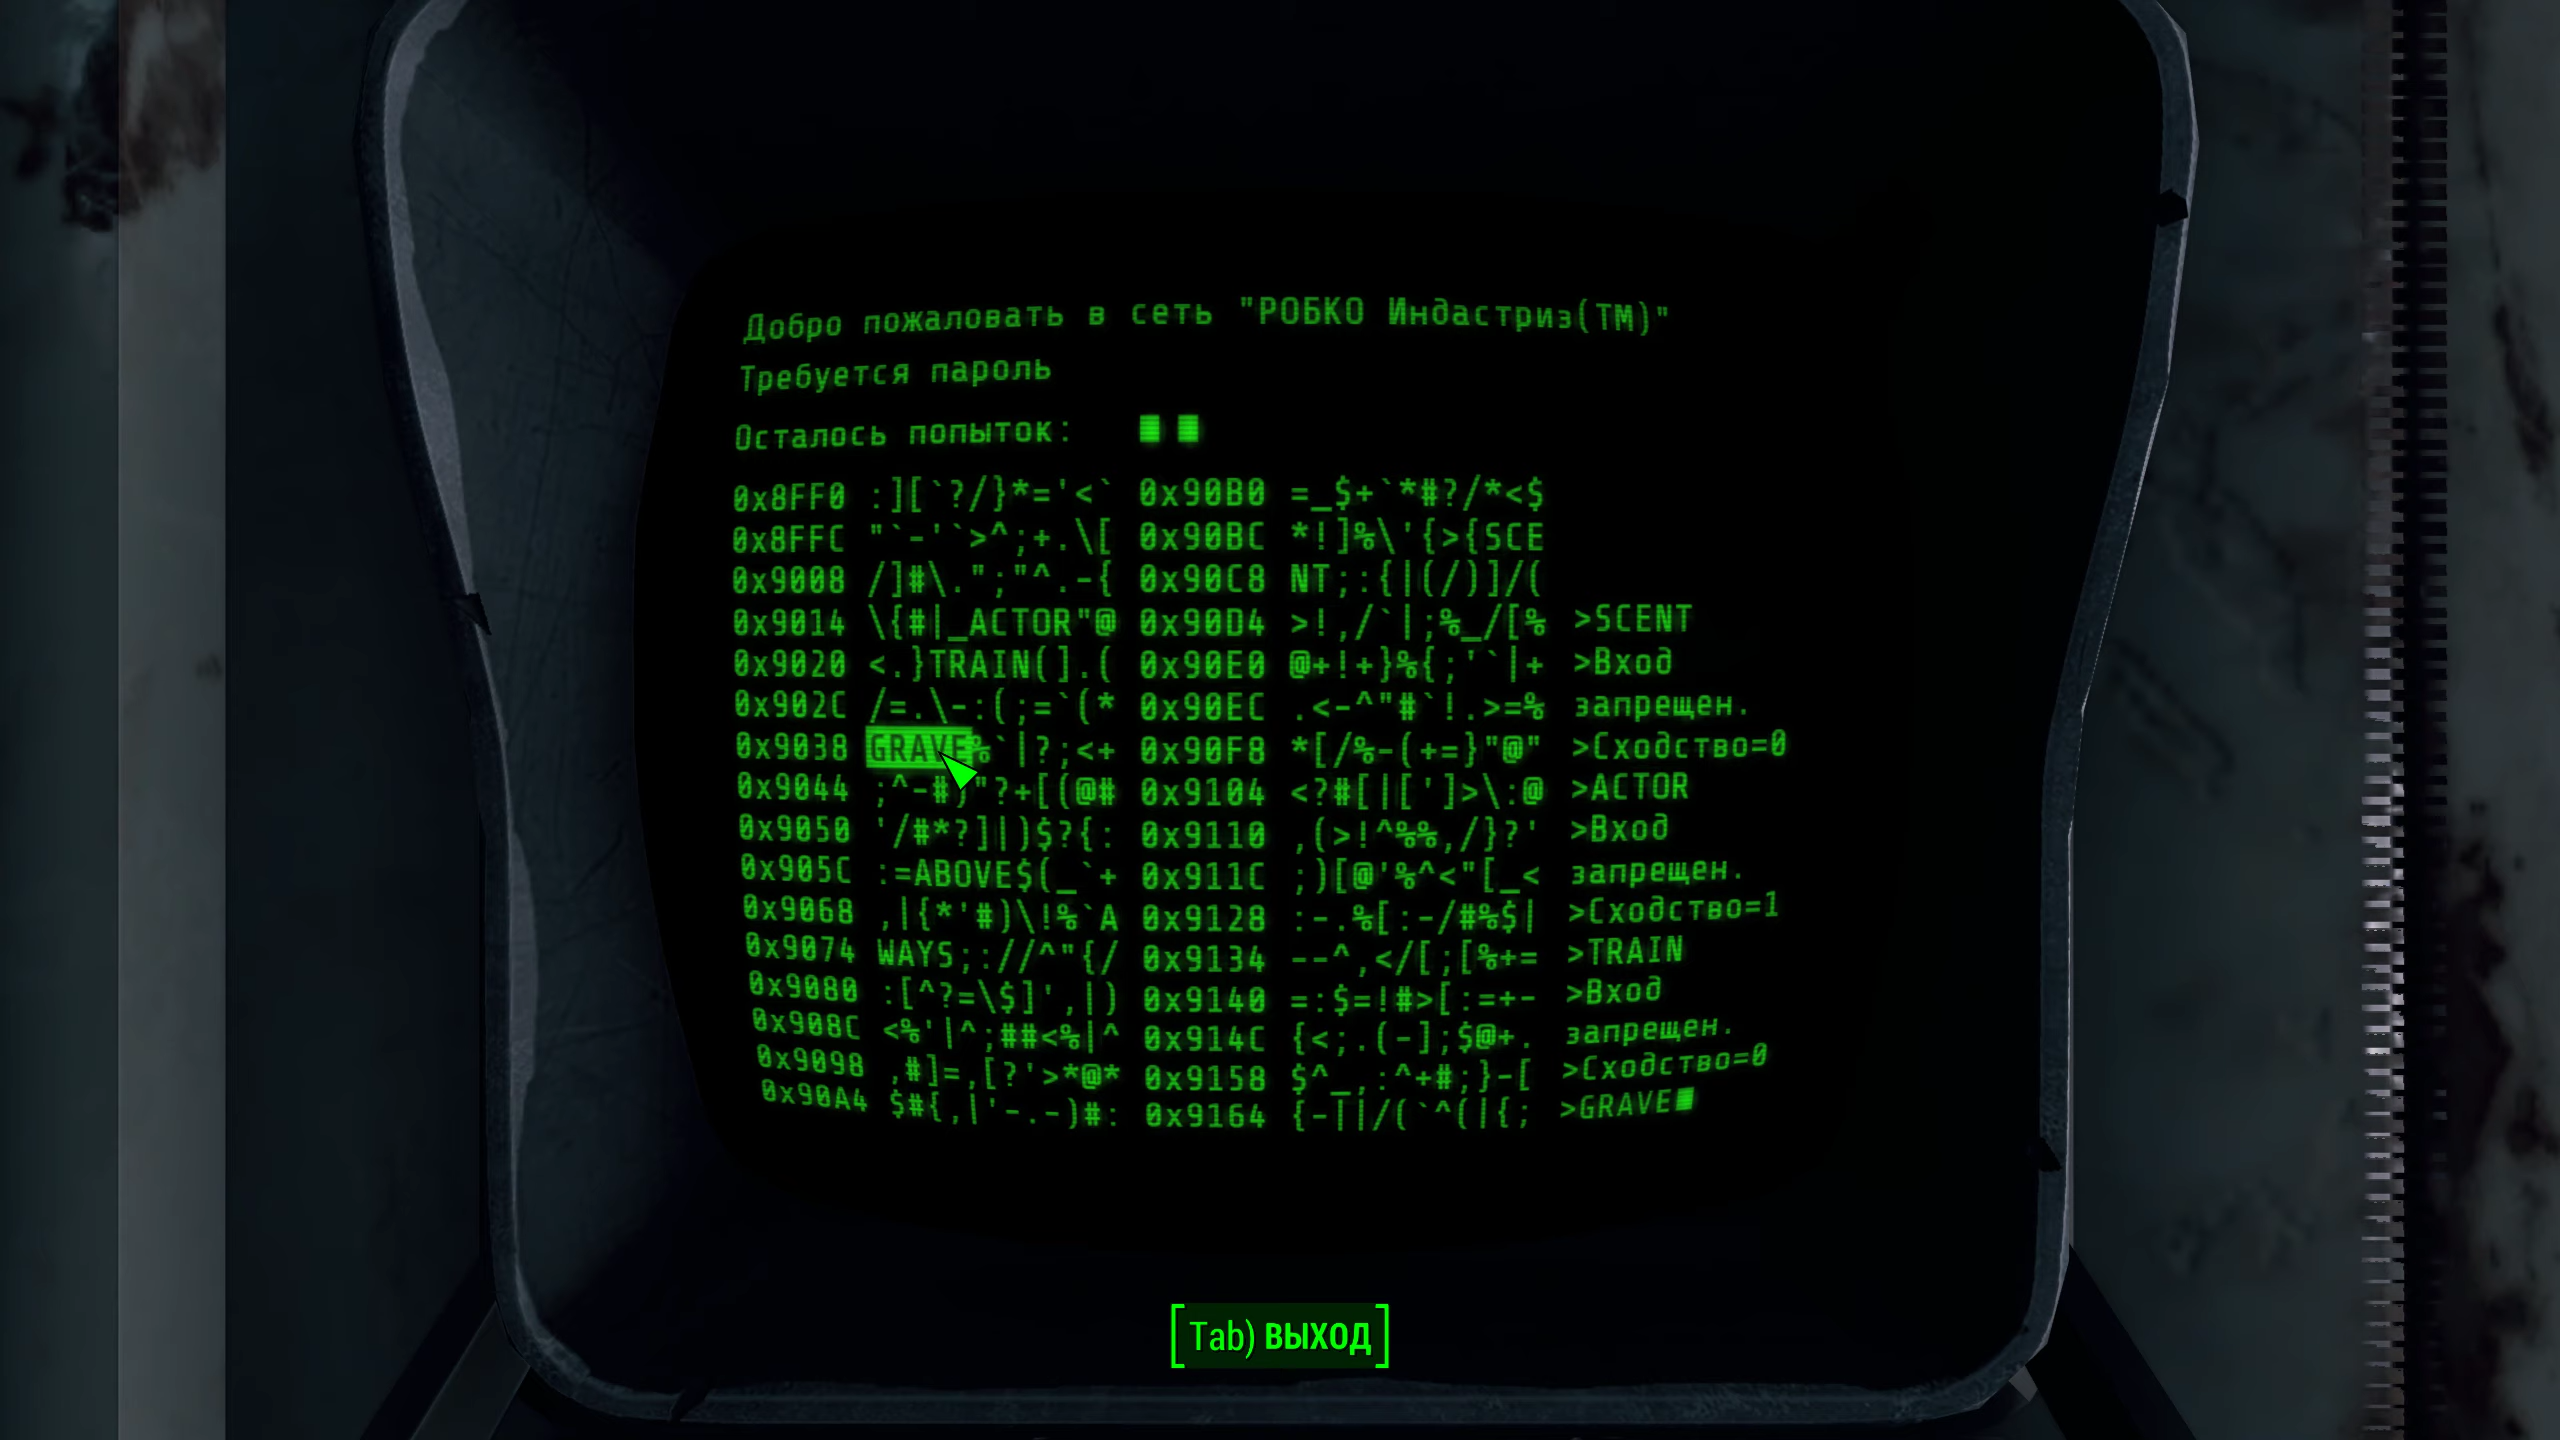 Добро пожаловать в сеть "РОБКО Индастриз(ТМ)"
Требуется пароль
Осталось попыток:
0x8FF0 :][`?/}*='<` 0x90B0 =_$+`*#?/*<$
0x8FFC "`-'`>^;+.\[ 0x90BC *!]%\'{>{SCE
0x9008 /]#\.";"^.-{ 0x90C8 NT;:{|(/)]/(
0x9014 \{#|_ACTOR"@ 0x90D4 >!,/`|;%_/[% >SCENT
0x9020 <.}TRAIN(].( 0x90E0 @+!+}%{;'`|+ >Вход
0x902C /=.\-:(;=`(* 0x90EC .<-^"#`!.>=% запрещен.
0x9038 GRAVE%`|?;<+ 0x90F8 *[/%-(+=}"@" >Сходство=0
0x9044 ;^-#)"?+[(@# 0x9104 <?#[|[']>\:@ >ACTOR
0x9050 '/#*?]|)$?{: 0x9110 ,(>!^%%,/}?' >Вход
0x905C :=ABOVE$(_`+ 0x911C ;)[@'%^<"[_< запрещен.
0x9068 ,|{*'#)\!%`A 0x9128 :-.%[:-/#%$| >Сходство=1
0x9074 WAYS;://^"{/ 0x9134 --^,</[;[%+= >TRAIN
0x9080 :[^?=\$]',|) 0x9140 =:$=!#>[:=+- >Вход
0x908C <%'|^;##<%|^ 0x914C {<;.(-];$@+. запрещен.
0x9098 ,#]=,[?'>*@* 0x9158 $^_,:^+#;}-[ >Сходство=0
0x90A4 $#{,|'-.-)#: 0x9164 {-||/(`^(|{; >GRAVE
Tab) ВЫХОД